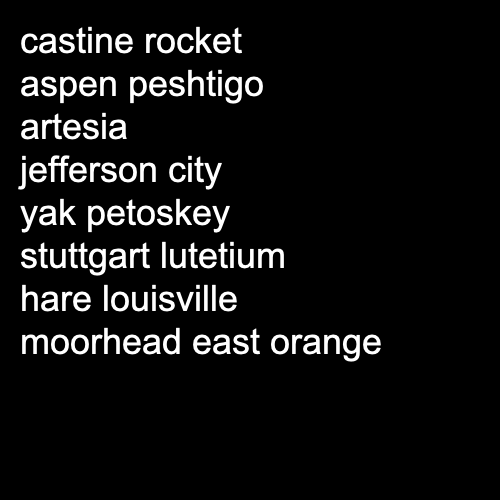 castine rocket
aspen peshtigo
artesia
jefferson city
yak petoskey
stuttgart lutetium
hare louisville
moorhead east orange